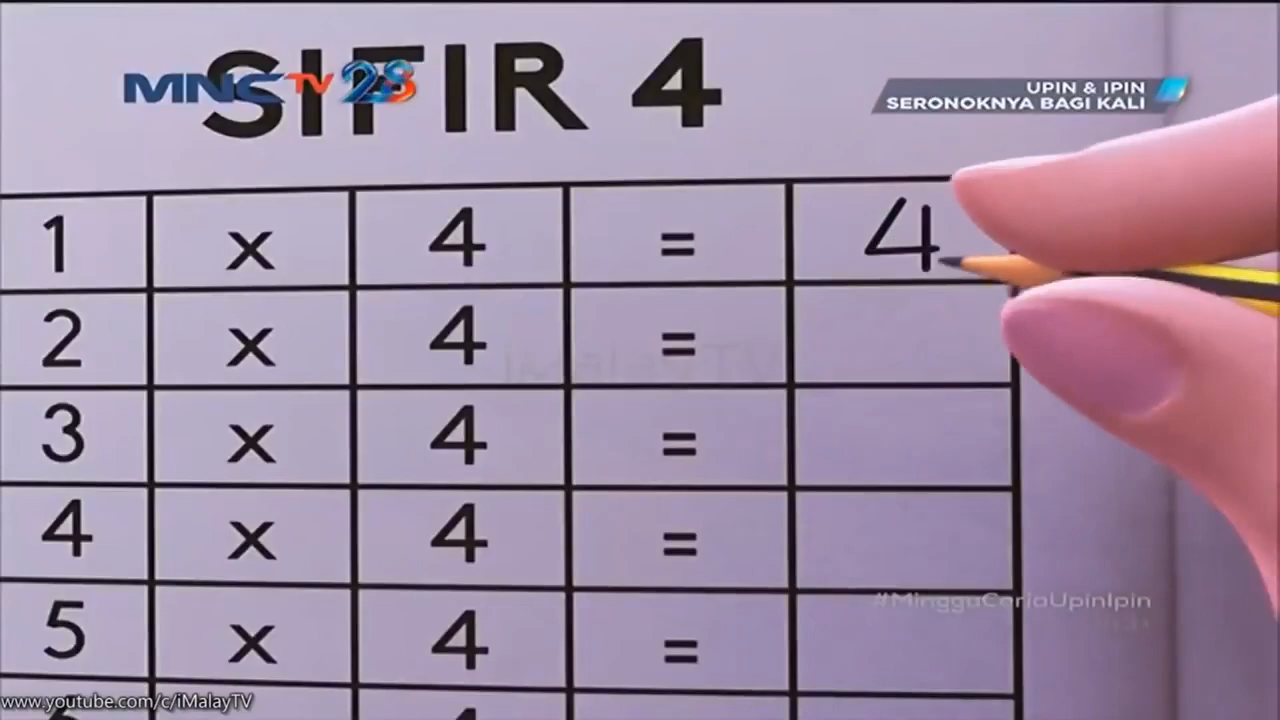 SIFIR 4
MNCTV 28
UPIN & IPIN
SERONOKNYA BAGI KALI
1 x 4 = 4
2 x 4 =
3 x 4 =
4 x 4 =
5 x 4 =
#MingguCeriaUpinIpin
www.youtube.com/c/iMalayTV